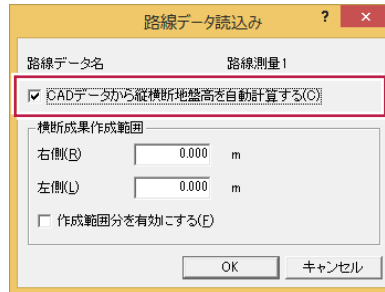 路線データ読込み ? ×
路線データ名 路線測量1
CADデータから縦横断地盤高を自動計算する(C)
横断成果作成範囲
右側(R) 0.000 m
左側(L) 0.000 m
作成範囲分を有効にする(F)
OK キャンセル